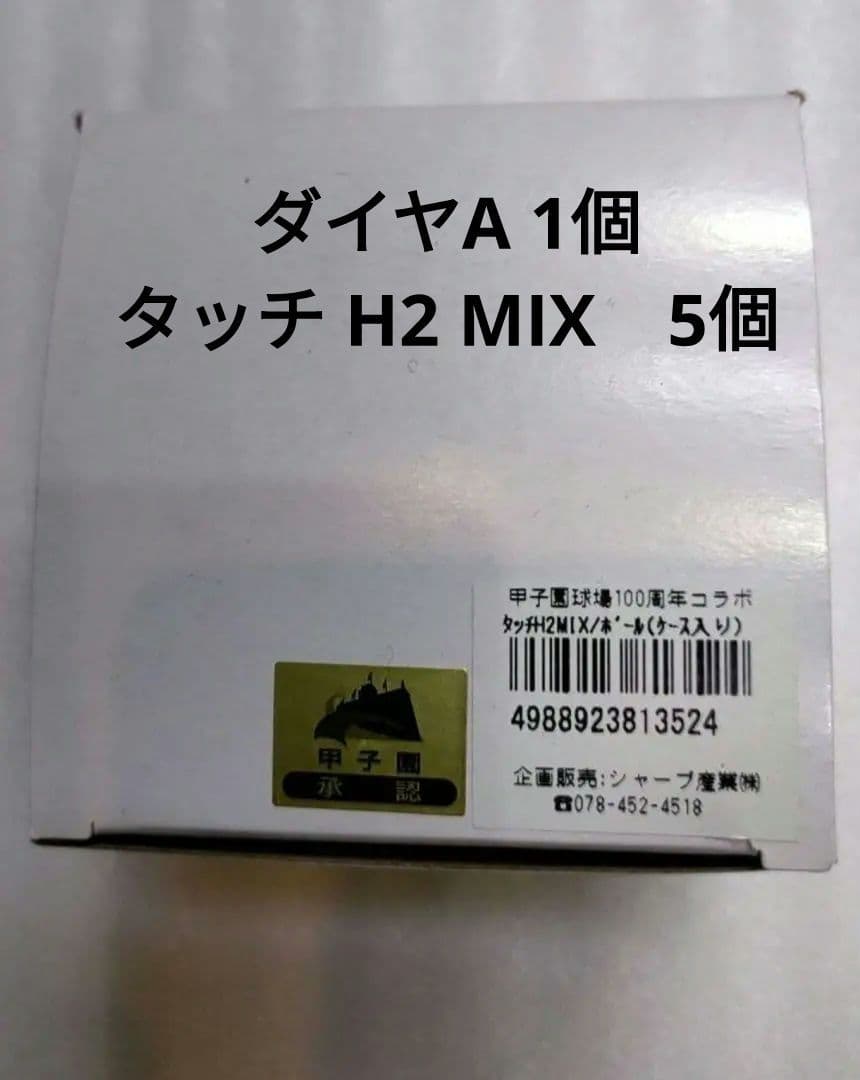 ダイヤA 1個
タッチ H2 MIX　5個
甲子園球場100周年コラボ
ﾀｯﾁH2MIX/ﾎﾞｰﾙ(ｹｰｽ入り)
4988923813524
甲子園
承認
企画販売:シャープ産業㈱
☎078-452-4518